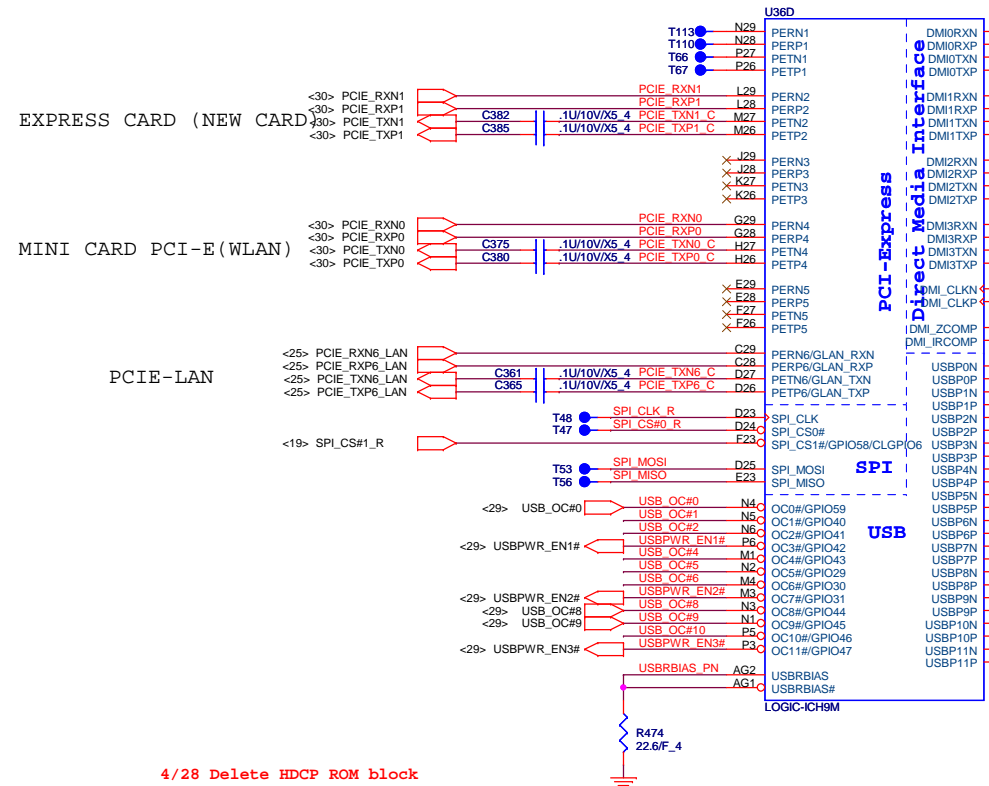 U36D
T113 N29 PERN1 DMI0RXN
T110 N28 PERP1 DMI0RXP
T66 P27 PETN1 DMI0TXN
T67 P26 PETP1 DMI0TXP
<30> PCIE_RXN1 PCIE_RXN1 L29 PERN2 DMI1RXN
<30> PCIE_RXP1 PCIE_RXP1 L28 PERP2 DMI1RXP
EXPRESS CARD (NEW CARD)
<30> PCIE_TXN1 C382 .1U/10V/X5_4 PCIE_TXN1_C M27 PETN2 DMI1TXN
<30> PCIE_TXP1 C385 .1U/10V/X5_4 PCIE_TXP1_C M26 PETP2 DMI1TXP
J29 PERN3 DMI2RXN
J28 PERP3 DMI2RXP
K27 PETN3 DMI2TXN
K26 PETP3 DMI2TXP
PCI-Express
Direct Media Interface
<30> PCIE_RXN0 PCIE_RXN0 G29 PERN4 DMI3RXN
<30> PCIE_RXP0 PCIE_RXP0 G28 PERP4 DMI3RXP
MINI CARD PCI-E(WLAN)
<30> PCIE_TXN0 C375 .1U/10V/X5_4 PCIE_TXN0_C H27 PETN4 DMI3TXN
<30> PCIE_TXP0 C380 .1U/10V/X5_4 PCIE_TXP0_C H26 PETP4 DMI3TXP
E29 PERN5 DMI_CLKN
E28 PERP5 DMI_CLKP
F27 PETN5
F26 PETP5 DMI_ZCOMP
DMI_IRCOMP
<25> PCIE_RXN6_LAN C29 PERN6/GLAN_RXN
<25> PCIE_RXP6_LAN C28 PERP6/GLAN_RXP USBP0N
PCIE-LAN
<25> PCIE_TXN6_LAN C361 .1U/10V/X5_4 PCIE_TXN6_C D27 PETN6/GLAN_TXN USBP0P
<25> PCIE_TXP6_LAN C365 .1U/10V/X5_4 PCIE_TXP6_C D26 PETP6/GLAN_TXP USBP1N
USBP1P
T48 SPI_CLK_R D23 SPI_CLK USBP2N
T47 SPI_CS#0_R D24 SPI_CS0# USBP2P
<19> SPI_CS#1_R F23 SPI_CS1#/GPIO58/CLGPIO6 USBP3N
USBP3P
T53 SPI_MOSI D25 SPI_MOSI SPI USBP4N
T56 SPI_MISO E23 SPI_MISO USBP4P
USBP5N
<29> USB_OC#0 USB_OC#0 N4 OC0#/GPIO59 USBP5P
USB_OC#1 N5 OC1#/GPIO40 USBP6N
USB_OC#2 N6 OC2#/GPIO41 USB USBP6P
<29> USBPWR_EN1# USBPWR_EN1# P6 OC3#/GPIO42 USBP7N
USB_OC#4 M1 OC4#/GPIO43 USBP7P
USB_OC#5 N2 OC5#/GPIO29 USBP8N
USB_OC#6 M4 OC6#/GPIO30 USBP8P
<29> USBPWR_EN2# USBPWR_EN2# M3 OC7#/GPIO31 USBP9N
<29> USB_OC#8 USB_OC#8 N3 OC8#/GPIO44 USBP9P
<29> USB_OC#9 USB_OC#9 N1 OC9#/GPIO45 USBP10N
USB_OC#10 P5 OC10#/GPIO46 USBP10P
<29> USBPWR_EN3# USBPWR_EN3# P3 OC11#/GPIO47 USBP11N
USBP11P
USBRBIAS_PN AG2 USBRBIAS
AG1 USBRBIAS#
LOGIC-ICH9M
R474
22.6/F_4
4/28 Delete HDCP ROM block